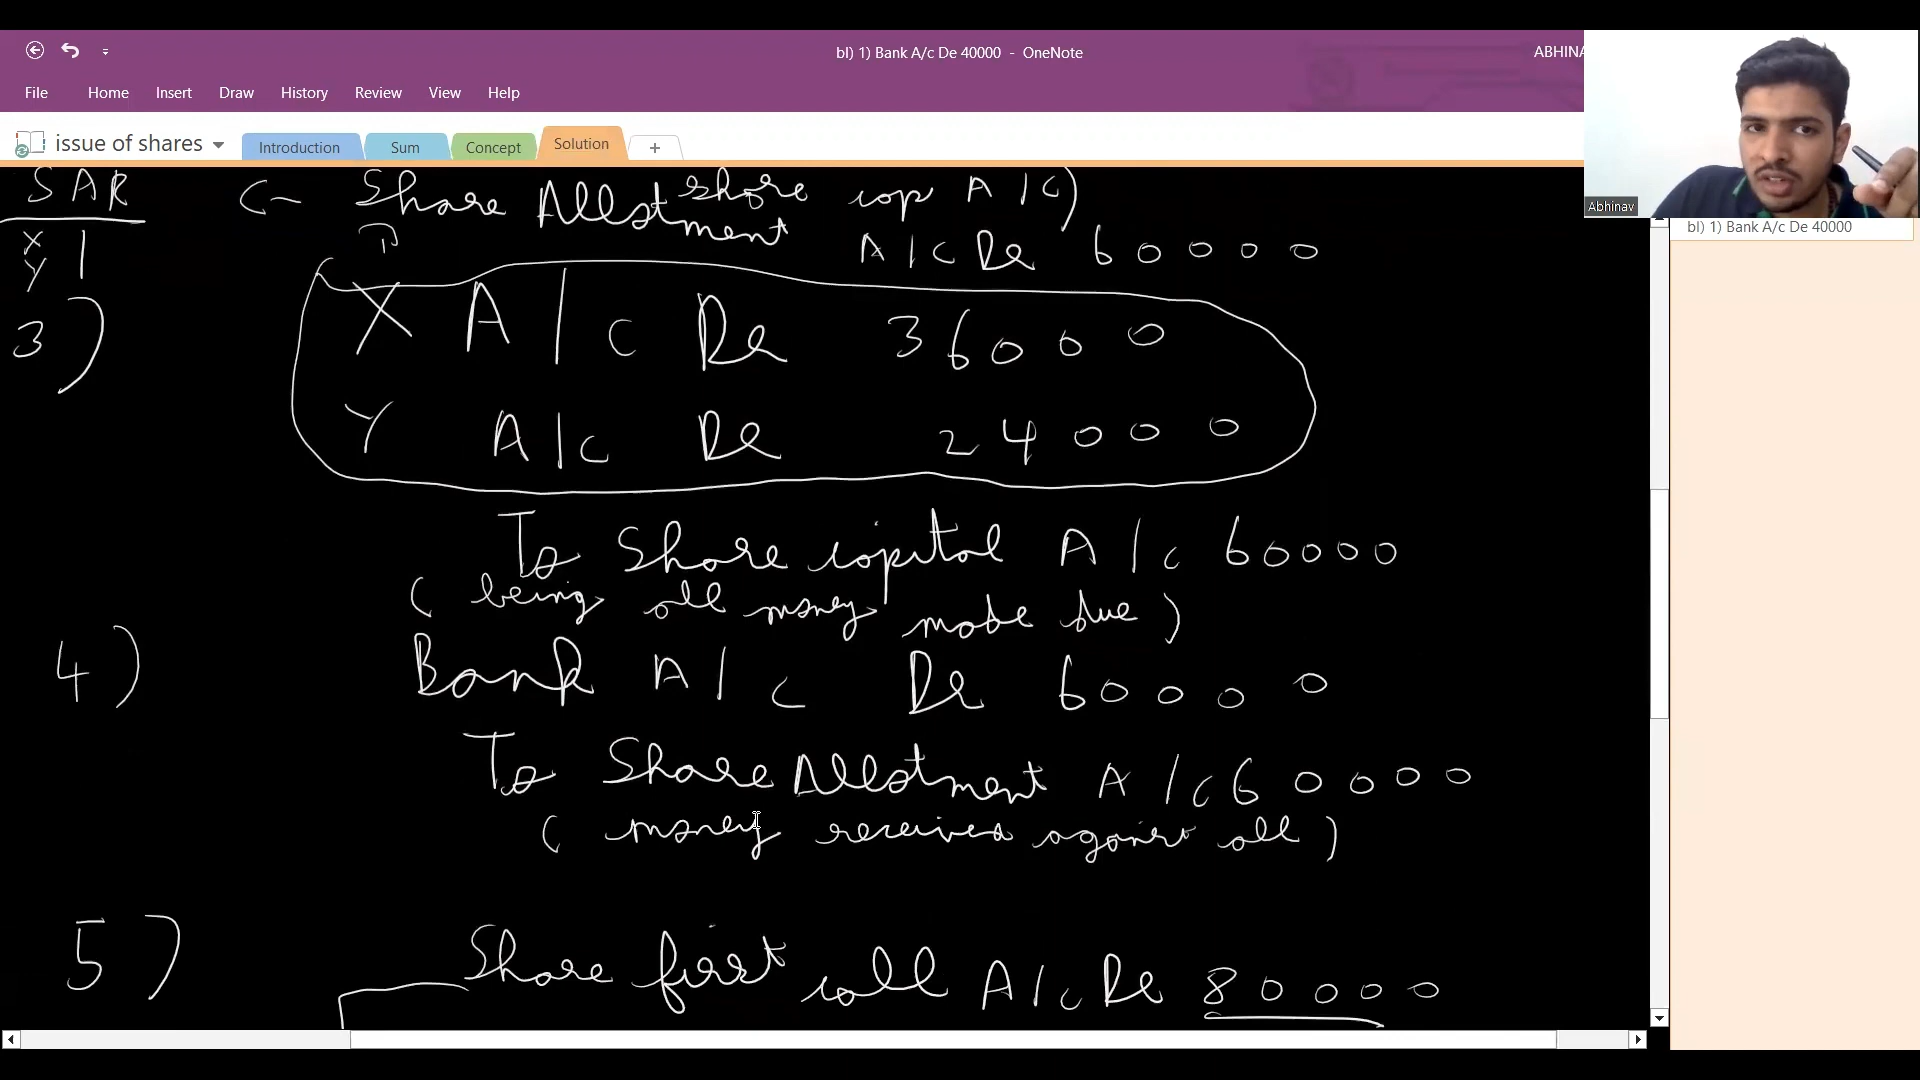 bl) 1) Bank A/c De 40000 - OneNote
ABHINA
File Home Insert Draw History Review View Help
issue of shares
Introduction Sum Concept Solution +
Abhinav
bl) 1) Bank A/c De 40000
SAR
X
Y
Share Allotment share cap A/c)
A/c De 60000
3) X A/c De 36000
Y A/c De 24000
To Share capital A/c 60000
(being all money made due)
4) Bank A/c De 60000
To Share Allotment A/c 60000
(money received against all)
5) Share first call A/c De 80000